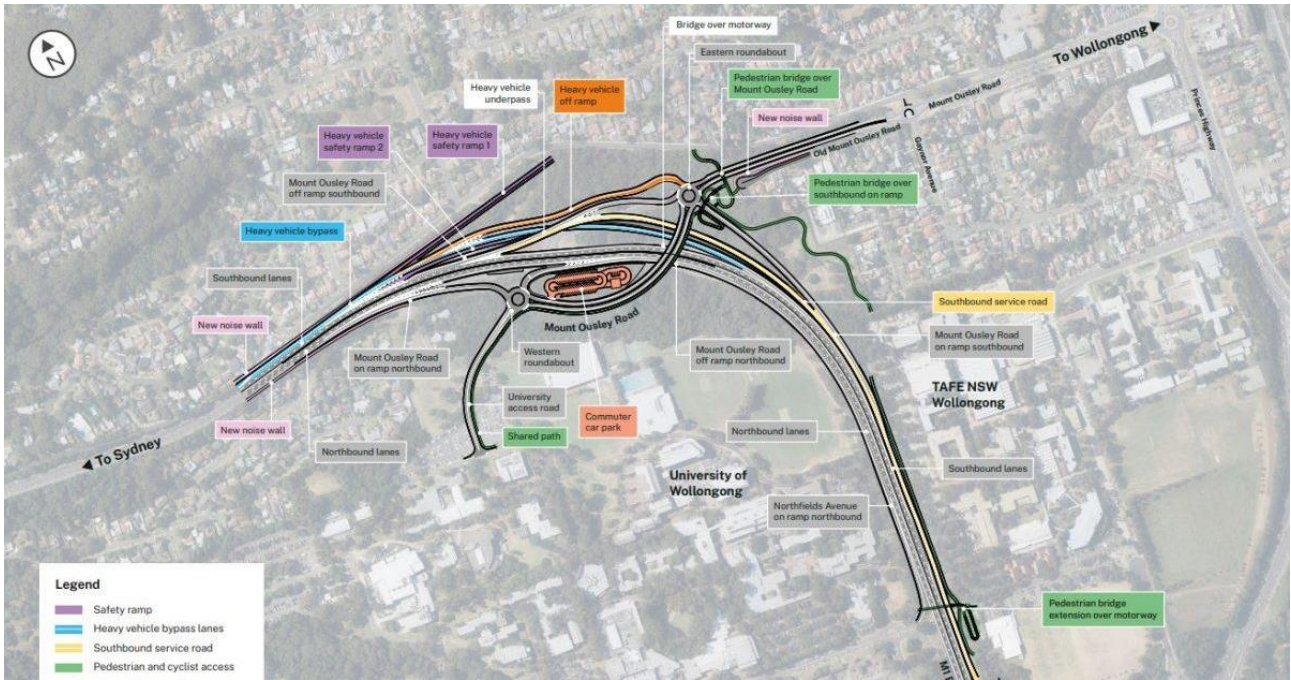 N
Bridge over motorway
Eastern roundabout
To Wollongong
Heavy vehicle
underpass
Heavy vehicle
off ramp
Pedestrian bridge over
Mount Ousley Road
New noise wall
Mount Ousley Road
Old Mount Ousley Road
Gaynor Avenue
Princes Highway
Heavy vehicle
safety ramp 2
Heavy vehicle
safety ramp 1
Mount Ousley Road
off ramp southbound
Pedestrian bridge over
southbound on ramp
Heavy vehicle bypass
Southbound lanes
New noise wall
Mount Ousley Road
on ramp northbound
Mount Ousley Road
Western
roundabout
Mount Ousley Road
off ramp northbound
Southbound service road
Mount Ousley Road
on ramp southbound
TAFE NSW
Wollongong
University
access road
Commuter
car park
Shared path
New noise wall
Northbound lanes
To Sydney
Northbound lanes
Southbound lanes
University of
Wollongong
Northfields Avenue
on ramp northbound
Pedestrian bridge
extension over motorway
Legend
Safety ramp
Heavy vehicle bypass lanes
Southbound service road
Pedestrian and cyclist access